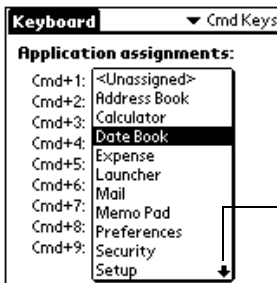 Keyboard ▼ Cmd Keys
Application assignments:
Cmd+1: <Unassigned>
Cmd+2: Address Book
Cmd+3: Calculator
Cmd+4: Date Book
Cmd+5: Expense
Cmd+6: Launcher
Cmd+7: Mail
Cmd+8: Memo Pad
Cmd+9: Preferences
Security
Setup